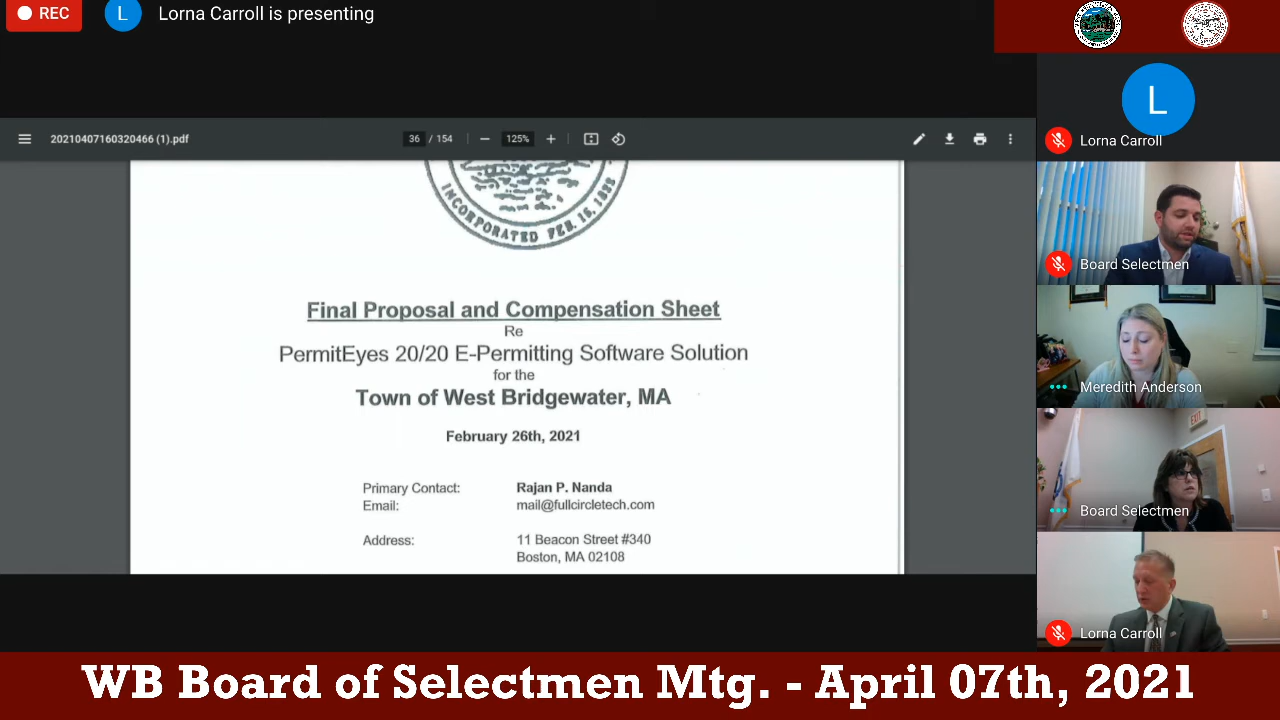 REC
L
Lorna Carroll is presenting
20210407160320466 (1).pdf
36 / 154
125%
INCORPORATED FEB. 16, 1822
Final Proposal and Compensation Sheet
Re
PermitEyes 20/20 E-Permitting Software Solution
for the
Town of West Bridgewater, MA
February 26th, 2021
Primary Contact: Rajan P. Nanda
Email: mail@fullcircletech.com
Address: 11 Beacon Street #340
Boston, MA 02108
L
Lorna Carroll
Board Selectmen
Meredith Anderson
EXIT
Board Selectmen
Lorna Carroll
WB Board of Selectmen Mtg. - April 07th, 2021